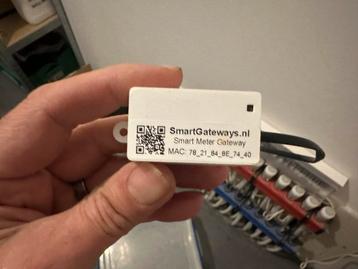 SmartGateways.nl
Smart Meter Gateway
MAC: 78_21_84_8E_74_40